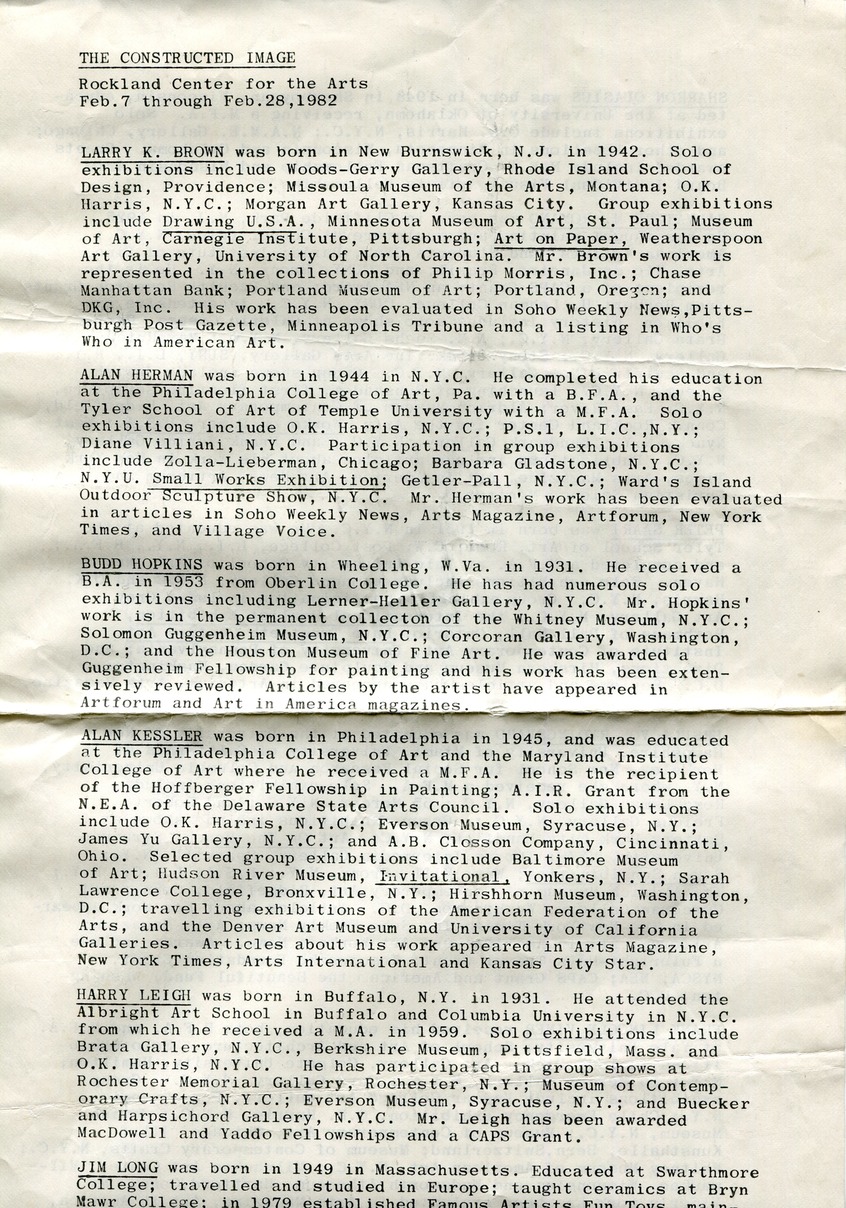 THE CONSTRUCTED IMAGE
Rockland Center for the Arts
Feb.7 through Feb.28,1982
LARRY K. BROWN was born in New Burnswick, N.J. in 1942. Solo
exhibitions include Woods-Gerry Gallery, Rhode Island School of
Design, Providence; Missoula Museum of the Arts, Montana; O.K.
Harris, N.Y.C.; Morgan Art Gallery, Kansas City. Group exhibitions
include Drawing U.S.A., Minnesota Museum of Art, St. Paul; Museum
of Art, Carnegie Institute, Pittsburgh; Art on Paper, Weatherspoon
Art Gallery, University of North Carolina. Mr. Brown's work is
represented in the collections of Philip Morris, Inc.; Chase
Manhattan Bank; Portland Museum of Art; Portland, Oregon; and
DKG, Inc. His work has been evaluated in Soho Weekly News,Pitts-
burgh Post Gazette, Minneapolis Tribune and a listing in Who's
Who in American Art.
ALAN HERMAN was born in 1944 in N.Y.C. He completed his education
at the Philadelphia College of Art, Pa. with a B.F.A., and the
Tyler School of Art of Temple University with a M.F.A. Solo
exhibitions include O.K. Harris, N.Y.C.; P.S.1, L.I.C.,N.Y.;
Diane Villiani, N.Y.C. Participation in group exhibitions
include Zolla-Lieberman, Chicago; Barbara Gladstone, N.Y.C.;
N.Y.U. Small Works Exhibition; Getler-Pall, N.Y.C.; Ward's Island
Outdoor Sculpture Show, N.Y.C. Mr. Herman's work has been evaluated
in articles in Soho Weekly News, Arts Magazine, Artforum, New York
Times, and Village Voice.
BUDD HOPKINS was born in Wheeling, W.Va. in 1931. He received a
B.A. in 1953 from Oberlin College. He has had numerous solo
exhibitions including Lerner-Heller Gallery, N.Y.C. Mr. Hopkins'
work is in the permanent collecton of the Whitney Museum, N.Y.C.;
Solomon Guggenheim Museum, N.Y.C.; Corcoran Gallery, Washington,
D.C.; and the Houston Museum of Fine Art. He was awarded a
Guggenheim Fellowship for painting and his work has been exten-
sively reviewed. Articles by the artist have appeared in
Artforum and Art in America magazines.
ALAN KESSLER was born in Philadelphia in 1945, and was educated
at the Philadelphia College of Art and the Maryland Institute
College of Art where he received a M.F.A. He is the recipient
of the Hoffberger Fellowship in Painting; A.I.R. Grant from the
N.E.A. of the Delaware State Arts Council. Solo exhibitions
include O.K. Harris, N.Y.C.; Everson Museum, Syracuse, N.Y.;
James Yu Gallery, N.Y.C.; and A.B. Closson Company, Cincinnati,
Ohio. Selected group exhibitions include Baltimore Museum
of Art; Hudson River Museum, Invitational, Yonkers, N.Y.; Sarah
Lawrence College, Bronxville, N.Y.; Hirshhorn Museum, Washington,
D.C.; travelling exhibitions of the American Federation of the
Arts, and the Denver Art Museum and University of California
Galleries. Articles about his work appeared in Arts Magazine,
New York Times, Arts International and Kansas City Star.
HARRY LEIGH was born in Buffalo, N.Y. in 1931. He attended the
Albright Art School in Buffalo and Columbia University in N.Y.C.
from which he received a M.A. in 1959. Solo exhibitions include
Brata Gallery, N.Y.C., Berkshire Museum, Pittsfield, Mass. and
O.K. Harris, N.Y.C. He has participated in group shows at
Rochester Memorial Gallery, Rochester, N.Y.; Museum of Contemp-
orary Crafts, N.Y.C.; Everson Museum, Syracuse, N.Y.; and Buecker
and Harpsichord Gallery, N.Y.C. Mr. Leigh has been awarded
MacDowell and Yaddo Fellowships and a CAPS Grant.
JIM LONG was born in 1949 in Massachusetts. Educated at Swarthmore
College; travelled and studied in Europe; taught ceramics at Bryn
Mawr College; in 1979 established Famous Artists Fun Toys, main-